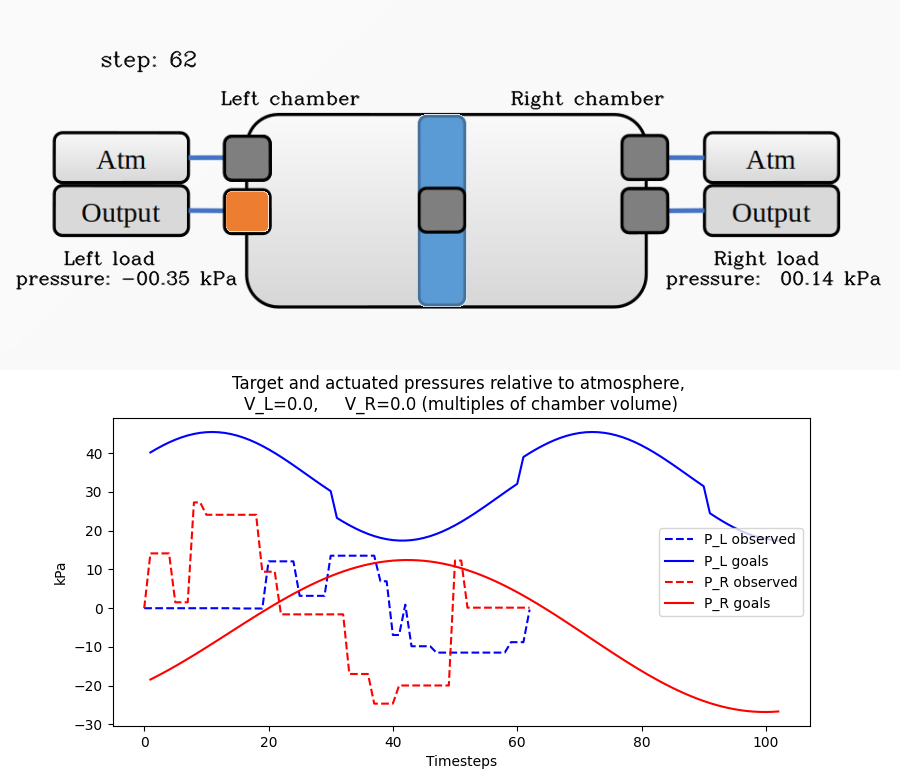 step: 62
Left chamber
Right chamber
Atm
Atm
Output
Output
Left load
pressure: -00.35 kPa
Right load
pressure: 00.14 kPa
Target and actuated pressures relative to atmosphere,
V_L=0.0, V_R=0.0 (multiples of chamber volume)
kPa
40
30
20
10
0
−10
−20
−30
P_L observed
P_L goals
P_R observed
P_R goals
0 20 40 60 80 100
Timesteps